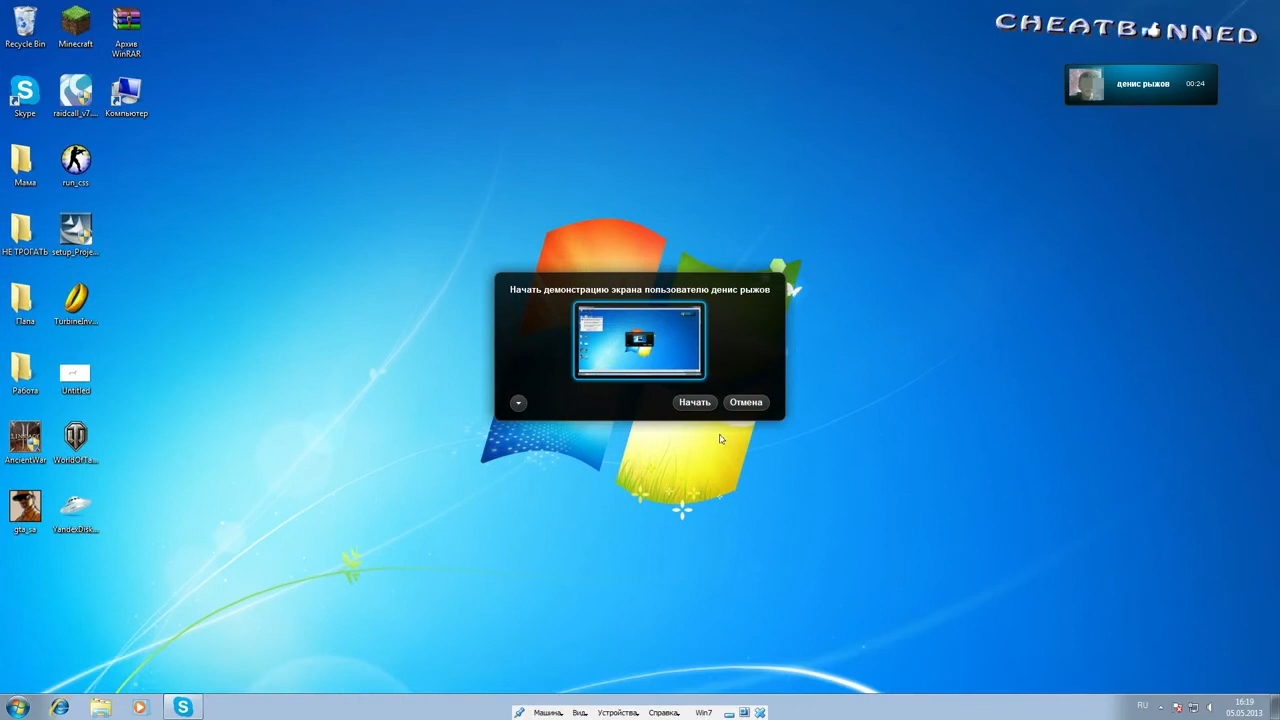 CHEATBANNED
Recycle Bin
Minecraft
Архив
WinRAR
денис рыжов 00:24
Skype
raidcall_v7....
Компьютер
Мама
run_css
НЕ ТРОГАТЬ
setup_Proje...
Начать демонстрацию экрана пользователю денис рыжов
Папа
TurbineInv...
Работа
Untitled
Начать
Отмена
AncientWar
WorldOfTa...
gta_sa
YandexDisk...
Машина
Вид
Устройства
Справка
Win7
RU
16:19
05.05.2013